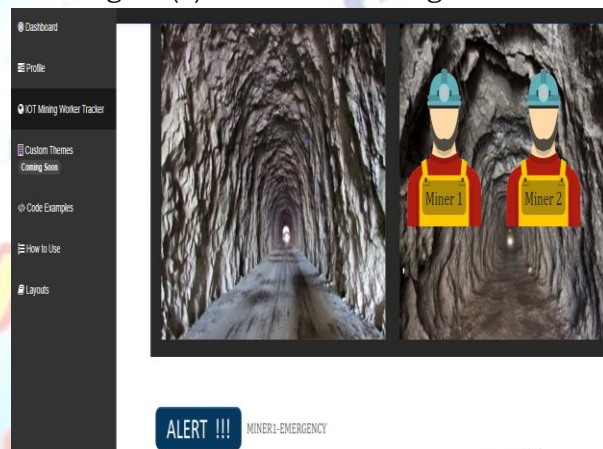 Dashboard
Profile
IOT Mining Worker Tracker
Custom Themes
Coming Soon
Code Examples
How to Use
Layouts
Miner 1
Miner 2
ALERT !!!
MINER1-EMERGENCY